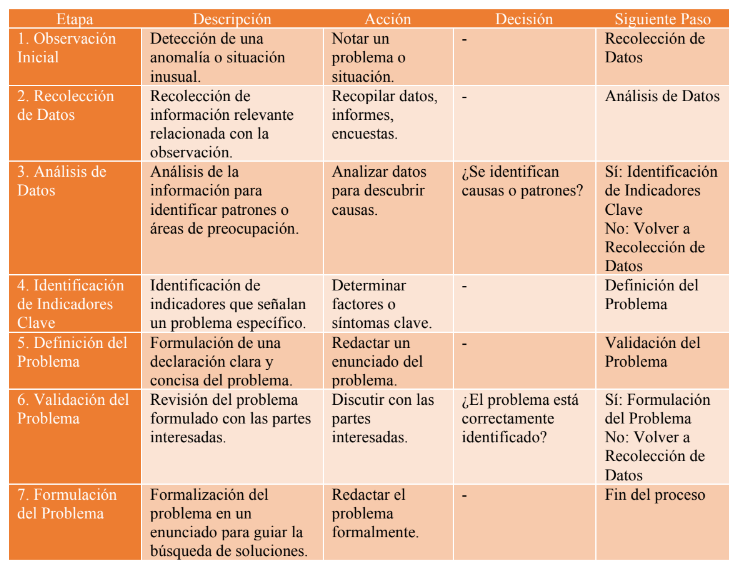 Etapa
Descripción
Acción
Decisión
Siguiente Paso
1. Observación
Inicial
Detección de una
anomalía o situación
inusual.
Notar un
problema o
situación.
-
Recolección de
Datos
2. Recolección
de Datos
Recolección de
información relevante
relacionada con la
observación.
Recopilar datos,
informes,
encuestas.
-
Análisis de Datos
3. Análisis de
Datos
Análisis de la
información para
identificar patrones o
áreas de preocupación.
Analizar datos
para descubrir
causas.
¿Se identifican
causas o patrones?
Sí: Identificación
de Indicadores
Clave
No: Volver a
Recolección de
Datos
4. Identificación
de Indicadores
Clave
Identificación de
indicadores que señalan
un problema específico.
Determinar
factores o
síntomas clave.
-
Definición del
Problema
5. Definición del
Problema
Formulación de una
declaración clara y
concisa del problema.
Redactar un
enunciado del
problema.
-
Validación del
Problema
6. Validación del
Problema
Revisión del problema
formulado con las partes
interesadas.
Discutir con las
partes
interesadas.
¿El problema está
correctamente
identificado?
Sí: Formulación
del Problema
No: Volver a
Recolección de
Datos
7. Formulación
del Problema
Formalización del
problema en un
enunciado para guiar la
búsqueda de soluciones.
Redactar el
problema
formalmente.
-
Fin del proceso